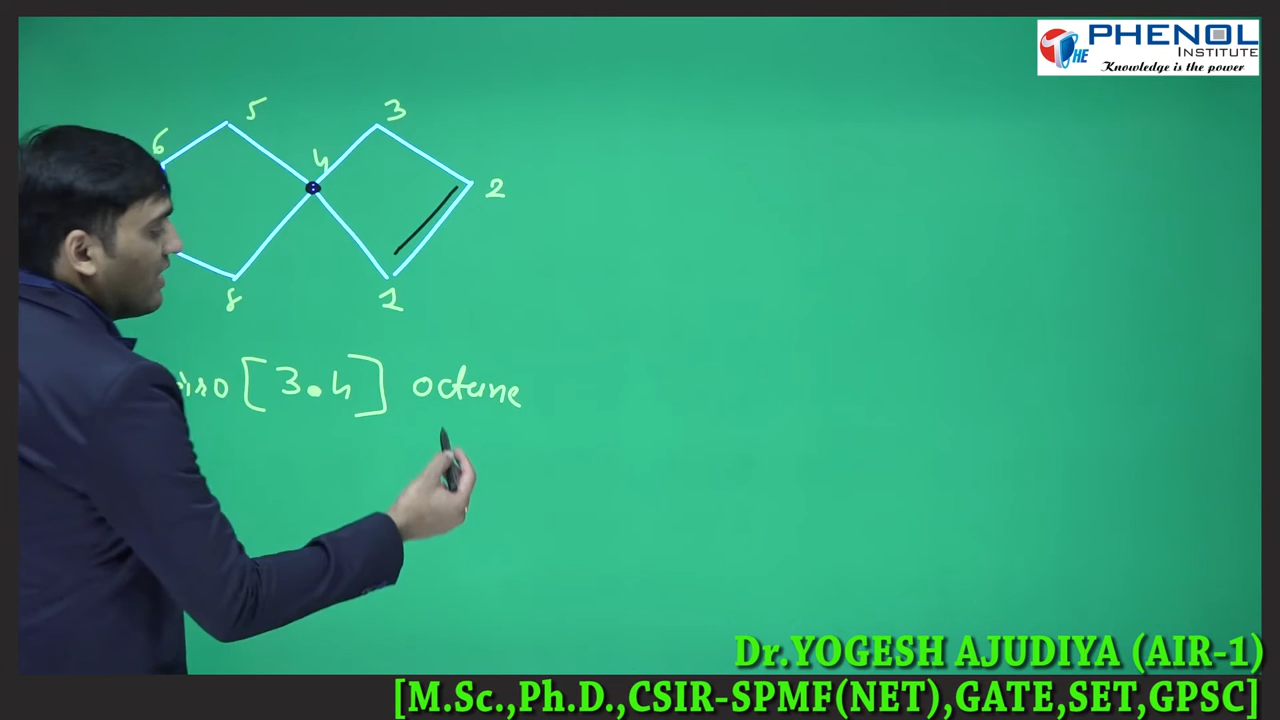 PHENOL
INSTITUTE
THE
Knowledge is the power
5
3
6
4
2
8
1
[3.4] octane
Dr.YOGESH AJUDIYA (AIR-1)
[M.Sc.,Ph.D.,CSIR-SPMF(NET),GATE,SET,GPSC]